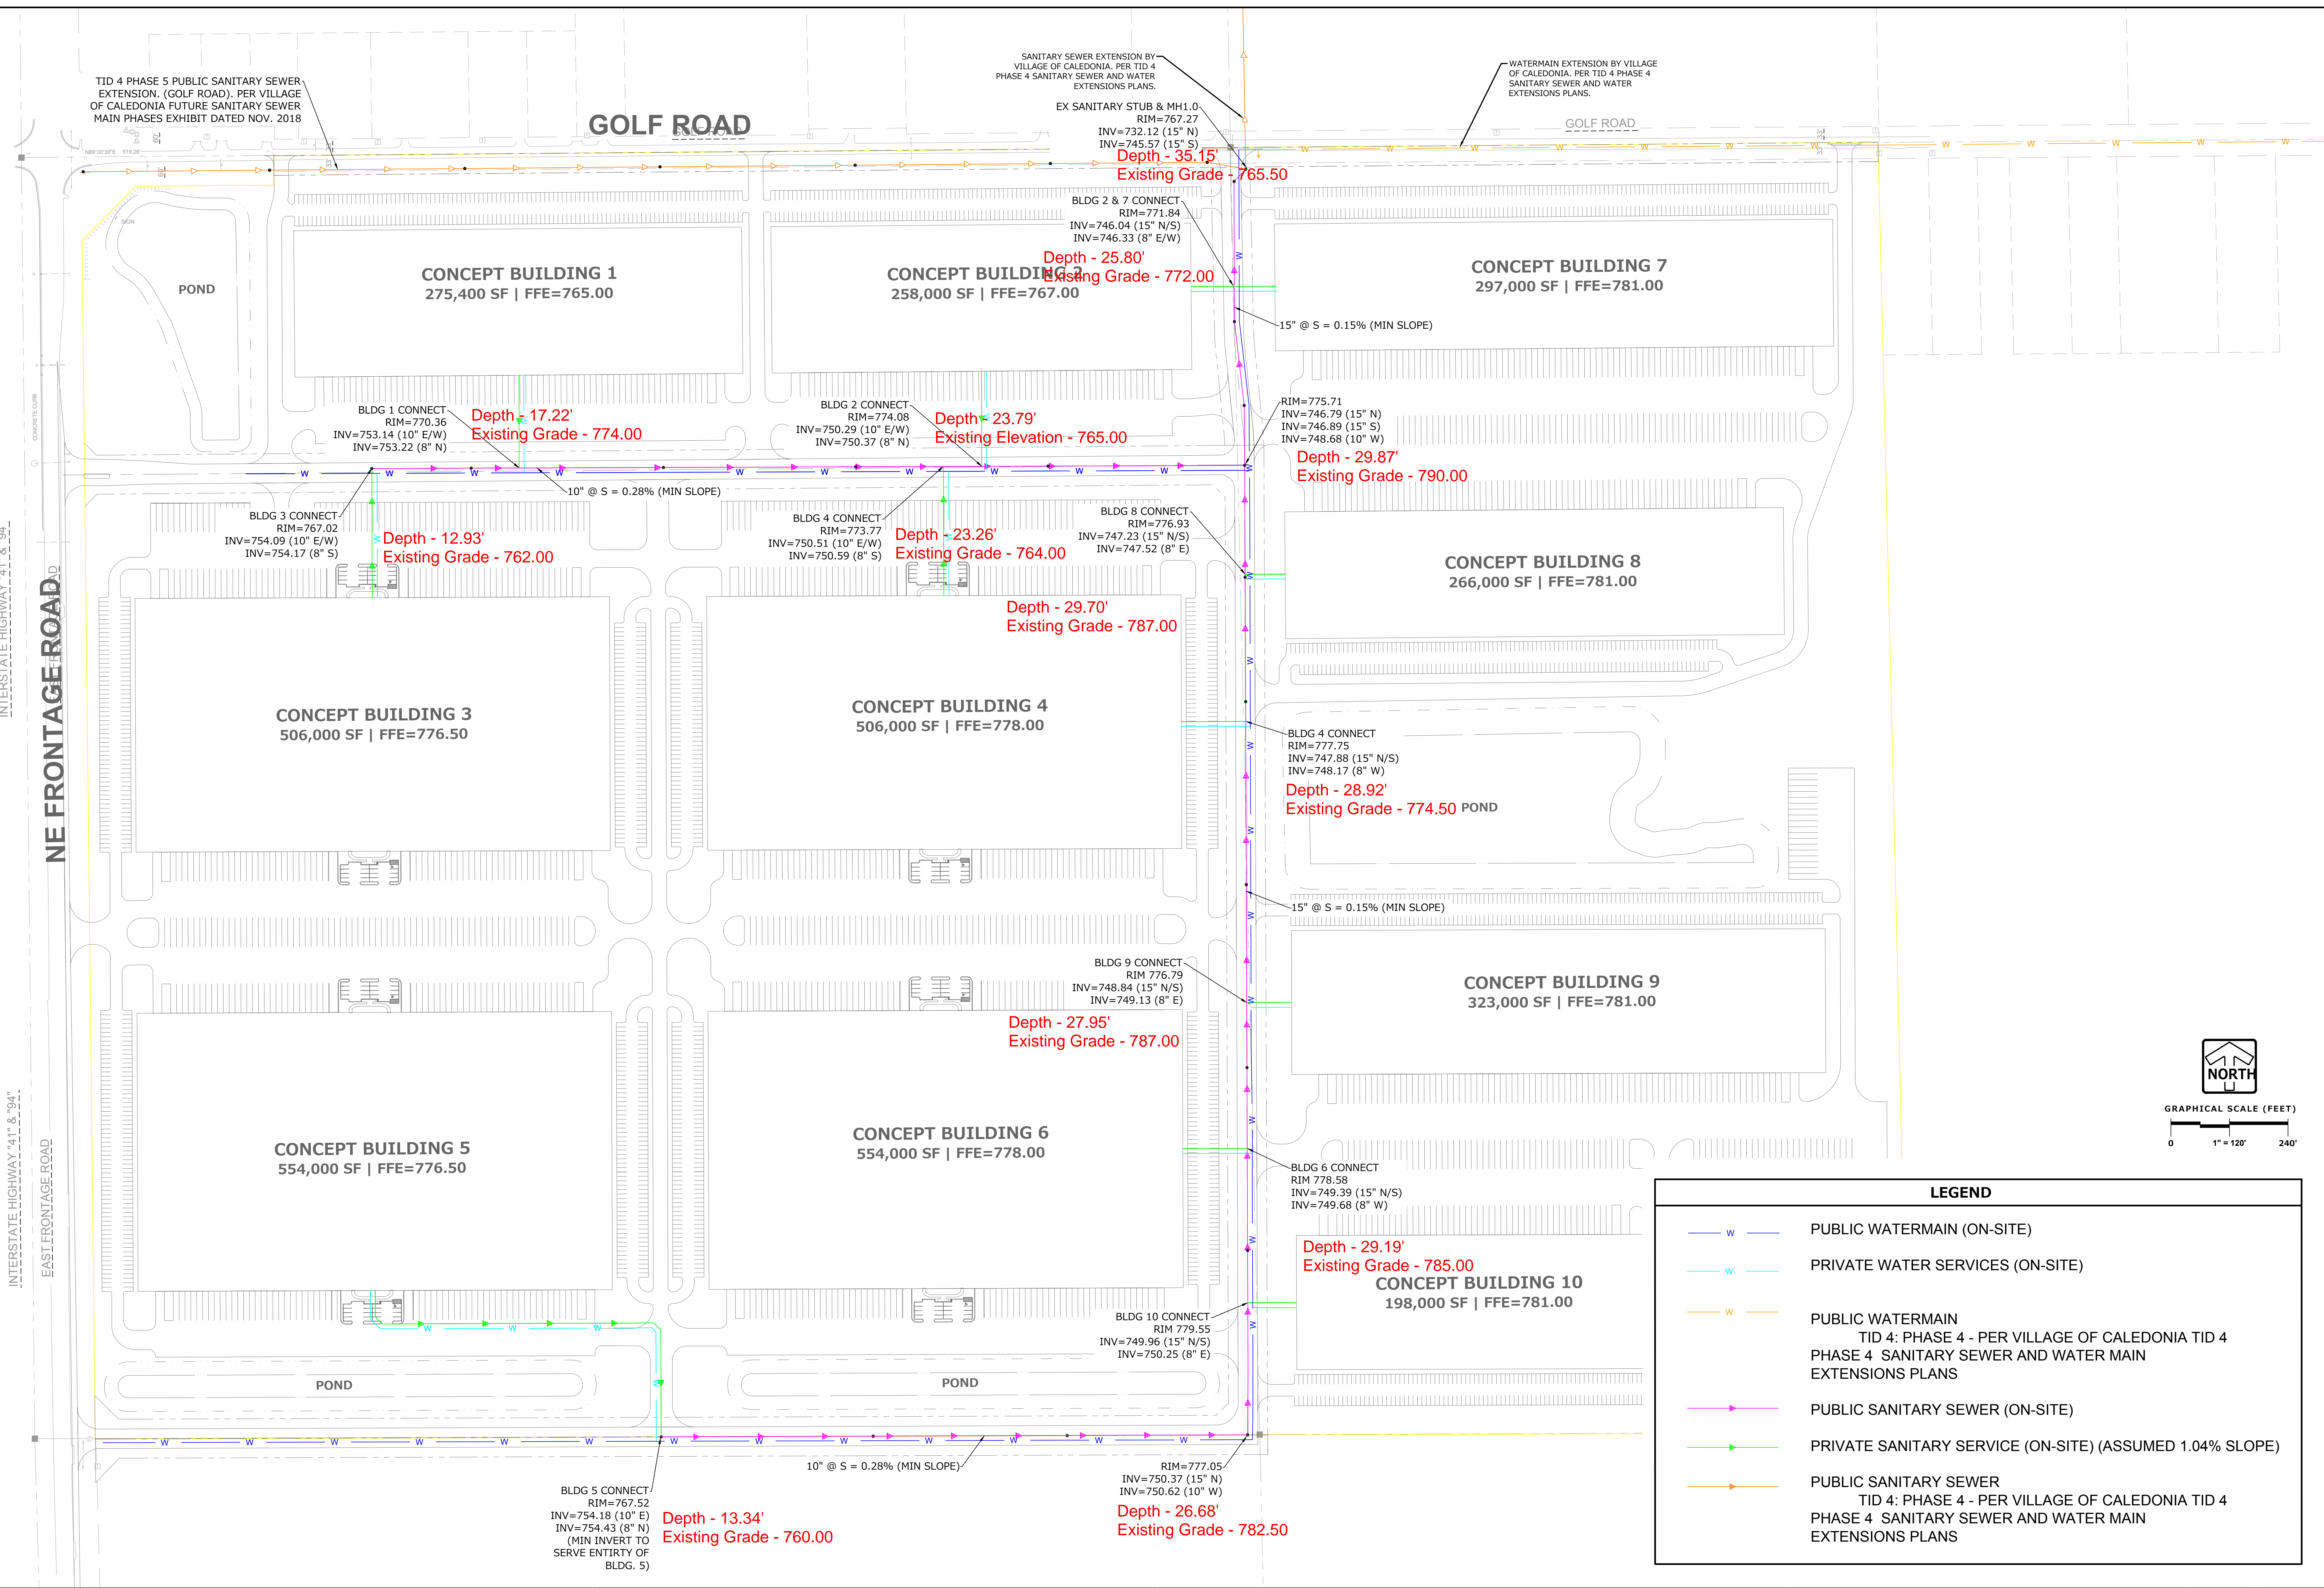 TID 4 PHASE 5 PUBLIC SANITARY SEWER
EXTENSION. (GOLF ROAD). PER VILLAGE
OF CALEDONIA FUTURE SANITARY SEWER
MAIN PHASES EXHIBIT DATED NOV. 2018
GOLF ROAD
GOLF ROAD
SANITARY SEWER EXTENSION BY
VILLAGE OF CALEDONIA. PER TID 4
PHASE 4 SANITARY SEWER AND WATER
EXTENSIONS PLANS.
WATERMAIN EXTENSION BY VILLAGE
OF CALEDONIA. PER TID 4 PHASE 4
SANITARY SEWER AND WATER
EXTENSIONS PLANS.
GOLF ROAD
EX SANITARY STUB & MH1.0
RIM=767.27
INV=732.12 (15" N)
INV=745.57 (15" S)
Depth - 35.15'
Existing Grade - 765.50
BLDG 2 & 7 CONNECT
RIM=771.84
INV=746.04 (15" N/S)
INV=746.33 (8" E/W)
Depth - 25.80'
Existing Grade - 772.00
SIGN
POND
CONCEPT BUILDING 1
275,400 SF | FFE=765.00
CONCEPT BUILDING 2
258,000 SF | FFE=767.00
CONCEPT BUILDING 7
297,000 SF | FFE=781.00
15" @ S = 0.15% (MIN SLOPE)
CONCRETE CURB
BLDG 1 CONNECT
RIM=770.36
INV=753.14 (10" E/W)
INV=753.22 (8" N)
Depth - 17.22'
Existing Grade - 774.00
BLDG 2 CONNECT
RIM=774.08
INV=750.29 (10" E/W)
INV=750.37 (8" N)
Depth - 23.79'
Existing Elevation - 765.00
RIM=775.71
INV=746.79 (15" N)
INV=746.89 (15" S)
INV=748.68 (10" W)
Depth - 29.87'
Existing Grade - 790.00
10" @ S = 0.28% (MIN SLOPE)
BLDG 3 CONNECT
RIM=767.02
INV=754.09 (10" E/W)
INV=754.17 (8" S)
Depth - 12.93'
Existing Grade - 762.00
BLDG 4 CONNECT
RIM=773.77
INV=750.51 (10" E/W)
INV=750.59 (8" S)
Depth - 23.26'
Existing Grade - 764.00
BLDG 8 CONNECT
RIM=776.93
INV=747.23 (15" N/S)
INV=747.52 (8" E)
Depth - 29.70'
Existing Grade - 787.00
CONCEPT BUILDING 8
266,000 SF | FFE=781.00
INTERSTATE HIGHWAY "41" & "94"
NE FRONTAGE ROAD
CONCEPT BUILDING 3
506,000 SF | FFE=776.50
CONCEPT BUILDING 4
506,000 SF | FFE=778.00
BLDG 4 CONNECT
RIM=777.75
INV=747.88 (15" N/S)
INV=748.17 (8" W)
Depth - 28.92'
Existing Grade - 774.50
POND
15" @ S = 0.15% (MIN SLOPE)
BLDG 9 CONNECT
RIM 776.79
INV=748.84 (15" N/S)
INV=749.13 (8" E)
Depth - 27.95'
Existing Grade - 787.00
CONCEPT BUILDING 9
323,000 SF | FFE=781.00
INTERSTATE HIGHWAY "41" & "94"
EAST FRONTAGE ROAD
CONCEPT BUILDING 5
554,000 SF | FFE=776.50
CONCEPT BUILDING 6
554,000 SF | FFE=778.00
BLDG 6 CONNECT
RIM 778.58
INV=749.39 (15" N/S)
INV=749.68 (8" W)
Depth - 29.19'
Existing Grade - 785.00
CONCEPT BUILDING 10
198,000 SF | FFE=781.00
BLDG 10 CONNECT
RIM 779.55
INV=749.96 (15" N/S)
INV=750.25 (8" E)
POND
POND
10" @ S = 0.28% (MIN SLOPE)
BLDG 5 CONNECT
RIM=767.52
INV=754.18 (10" E)
INV=754.43 (8" N)
(MIN INVERT TO
SERVE ENTIRTY OF
BLDG. 5)
Depth - 13.34'
Existing Grade - 760.00
RIM=777.05
INV=750.37 (15" N)
INV=750.62 (10" W)
Depth - 26.68'
Existing Grade - 782.50
NORTH
GRAPHICAL SCALE (FEET)
0 1" = 120' 240'
LEGEND
W PUBLIC WATERMAIN (ON-SITE)
W PRIVATE WATER SERVICES (ON-SITE)
W PUBLIC WATERMAIN
TID 4: PHASE 4 - PER VILLAGE OF CALEDONIA TID 4
PHASE 4 SANITARY SEWER AND WATER MAIN
EXTENSIONS PLANS
PUBLIC SANITARY SEWER (ON-SITE)
PRIVATE SANITARY SERVICE (ON-SITE) (ASSUMED 1.04% SLOPE)
PUBLIC SANITARY SEWER
TID 4: PHASE 4 - PER VILLAGE OF CALEDONIA TID 4
PHASE 4 SANITARY SEWER AND WATER MAIN
EXTENSIONS PLANS